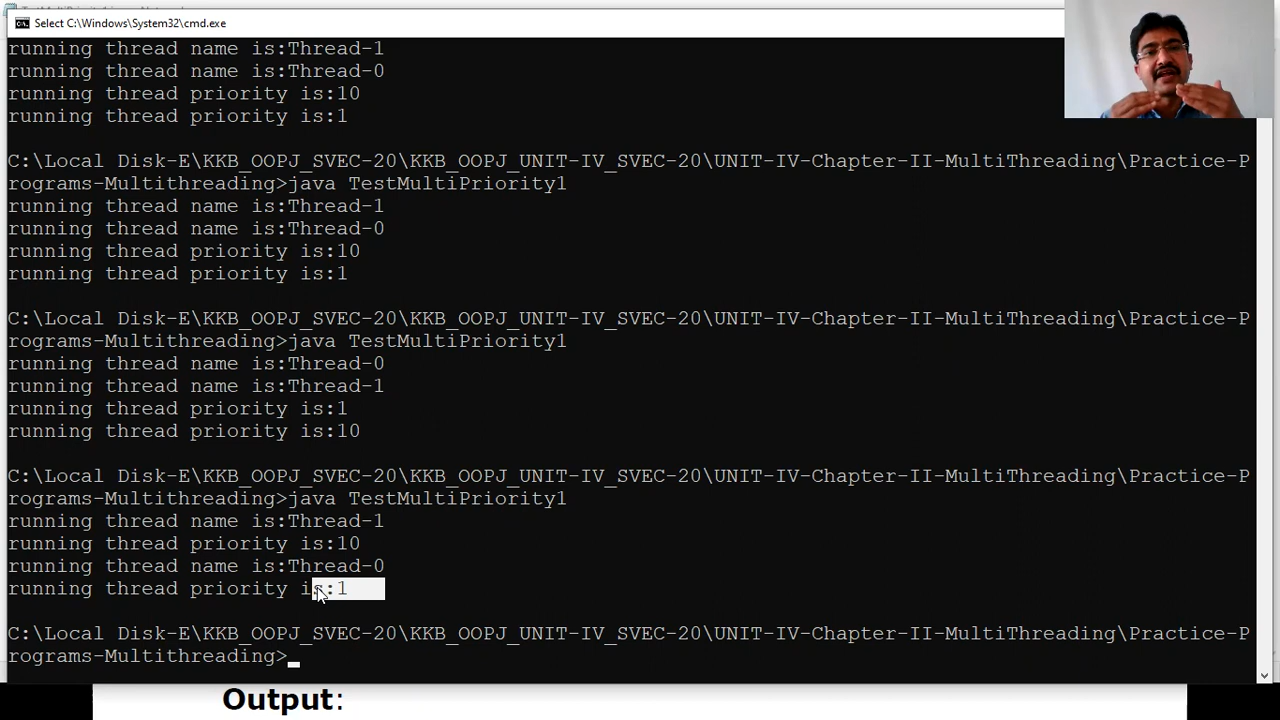 Select C:\Windows\System32\cmd.exe
running thread name is:Thread-1
running thread name is:Thread-0
running thread priority is:10
running thread priority is:1
C:\Local Disk-E\KKB_OOPJ_SVEC-20\KKB_OOPJ_UNIT-IV_SVEC-20\UNIT-IV-Chapter-II-MultiThreading\Practice-P
rograms-Multithreading>java TestMultiPriority1
running thread name is:Thread-1
running thread name is:Thread-0
running thread priority is:10
running thread priority is:1
C:\Local Disk-E\KKB_OOPJ_SVEC-20\KKB_OOPJ_UNIT-IV_SVEC-20\UNIT-IV-Chapter-II-MultiThreading\Practice-P
rograms-Multithreading>java TestMultiPriority1
running thread name is:Thread-0
running thread name is:Thread-1
running thread priority is:1
running thread priority is:10
C:\Local Disk-E\KKB_OOPJ_SVEC-20\KKB_OOPJ_UNIT-IV_SVEC-20\UNIT-IV-Chapter-II-MultiThreading\Practice-P
rograms-Multithreading>java TestMultiPriority1
running thread name is:Thread-1
running thread priority is:10
running thread name is:Thread-0
running thread priority is:1
C:\Local Disk-E\KKB_OOPJ_SVEC-20\KKB_OOPJ_UNIT-IV_SVEC-20\UNIT-IV-Chapter-II-MultiThreading\Practice-P
rograms-Multithreading>
Output: